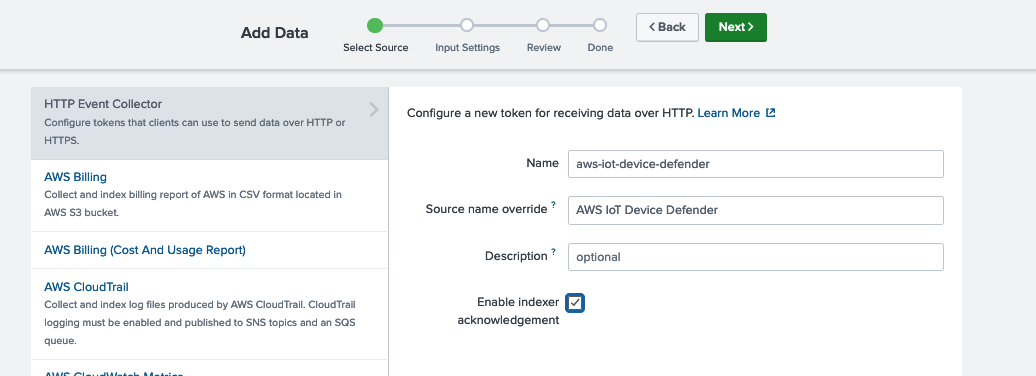 Add Data
Select Source
Input Settings
Review
Done
Back
Next
HTTP Event Collector
Configure tokens that clients can use to send data over HTTP or
HTTPS.
AWS Billing
Collect and index billing report of AWS in CSV format located in
AWS S3 bucket.
AWS Billing (Cost And Usage Report)
AWS CloudTrail
Collect and index log files produced by AWS CloudTrail. CloudTrail
logging must be enabled and published to SNS topics and an SQS
queue.
AWS CloudWatch Metrics
Configure a new token for receiving data over HTTP. Learn More
Name aws-iot-device-defender
Source name override ? AWS IoT Device Defender
Description ? optional
Enable indexer
acknowledgement